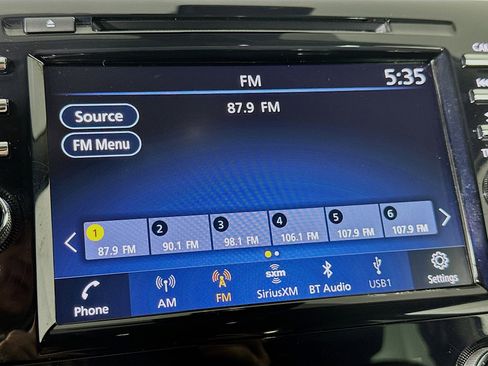 FM 5:35
87.9 FM
Source
FM Menu
1 2 3 4 5 6
87.9 FM 90.1 FM 98.1 FM 106.1 FM 107.9 FM 107.9 FM
Phone AM FM sxm SiriusXM BT Audio USB1 Settings